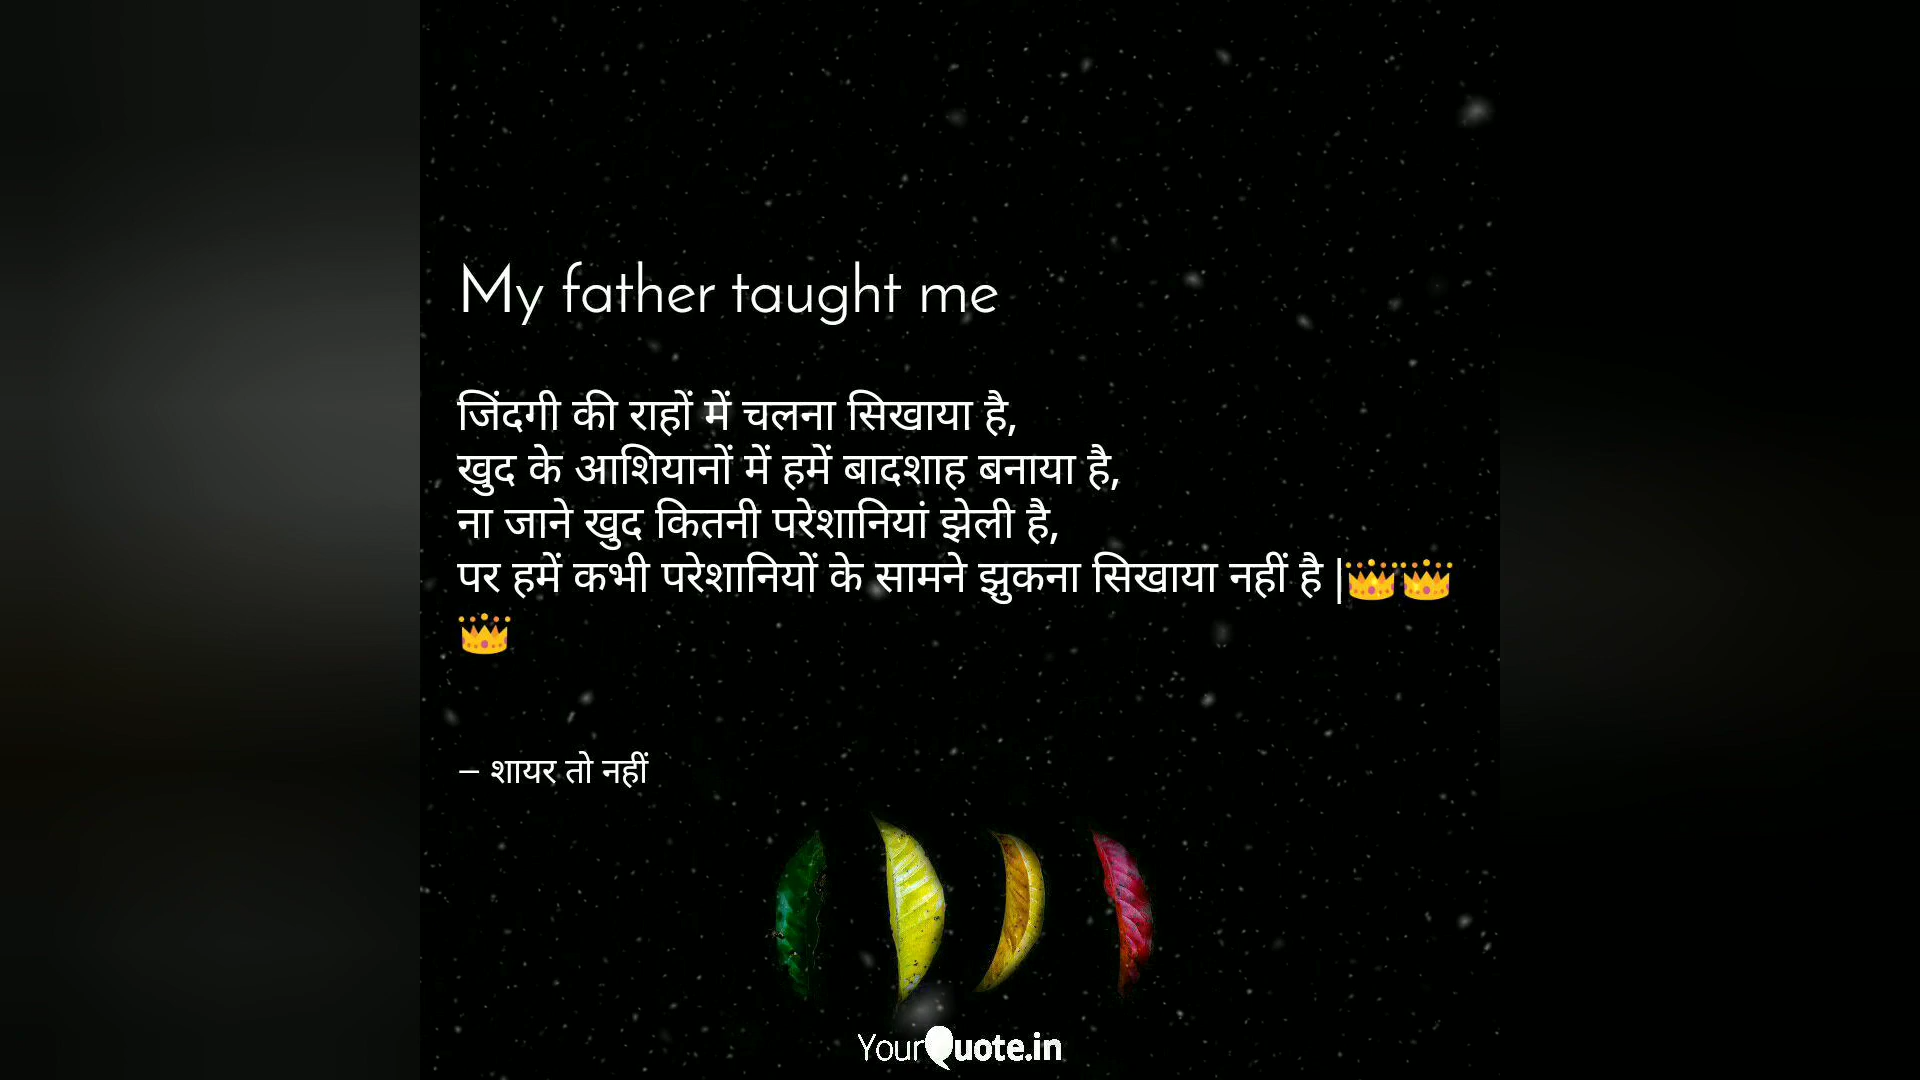 My father taught me
जिंदगी की राहों में चलना सिखाया है,
खुद के आशियानों में हमें बादशाह बनाया है,
ना जाने खुद कितनी परेशानियां झेली है,
पर हमें कभी परेशानियों के सामने झुकना सिखाया नहीं है |👑👑
👑
– शायर तो नहीं
YourQuote.in